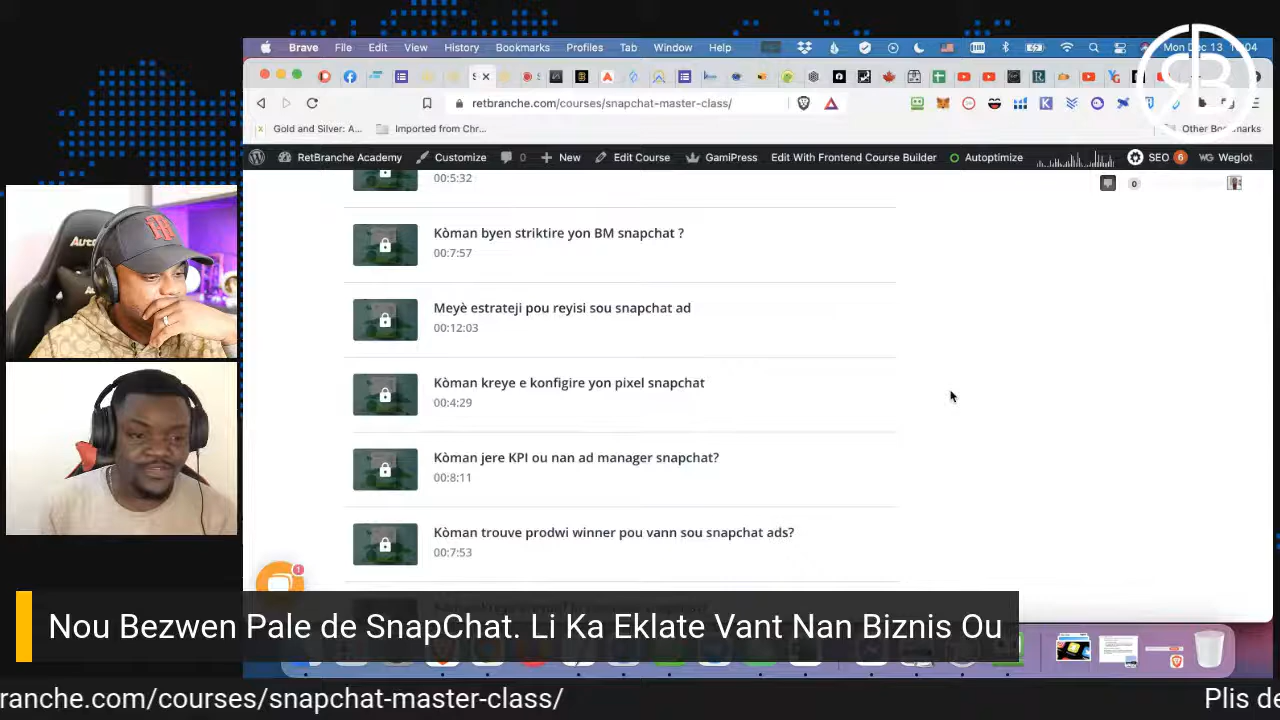 Brave File Edit View History Bookmarks Profiles Tab Window Help Mon Dec 13
retbranche.com/courses/snapchat-master-class/
Gold and Silver: A... Imported from Chr... Other Bookmarks
RetBranche Academy Customize 0 New Edit Course GamiPress Edit With Frontend Course Builder Autoptimize SEO 6 Weglot
00:5:32
0
Kòman byen striktire yon BM snapchat ?
00:7:57
Meyè estrateji pou reyisi sou snapchat ad
00:12:03
Kòman kreye e konfigire yon pixel snapchat
00:4:29
Kòman jere KPI ou nan ad manager snapchat?
00:8:11
Kòman trouve prodwi winner pou vann sou snapchat ads?
00:7:53
1
Nou Bezwen Pale de SnapChat. Li Ka Eklate Vant Nan Biznis Ou
ranche.com/courses/snapchat-master-class/ Plis de